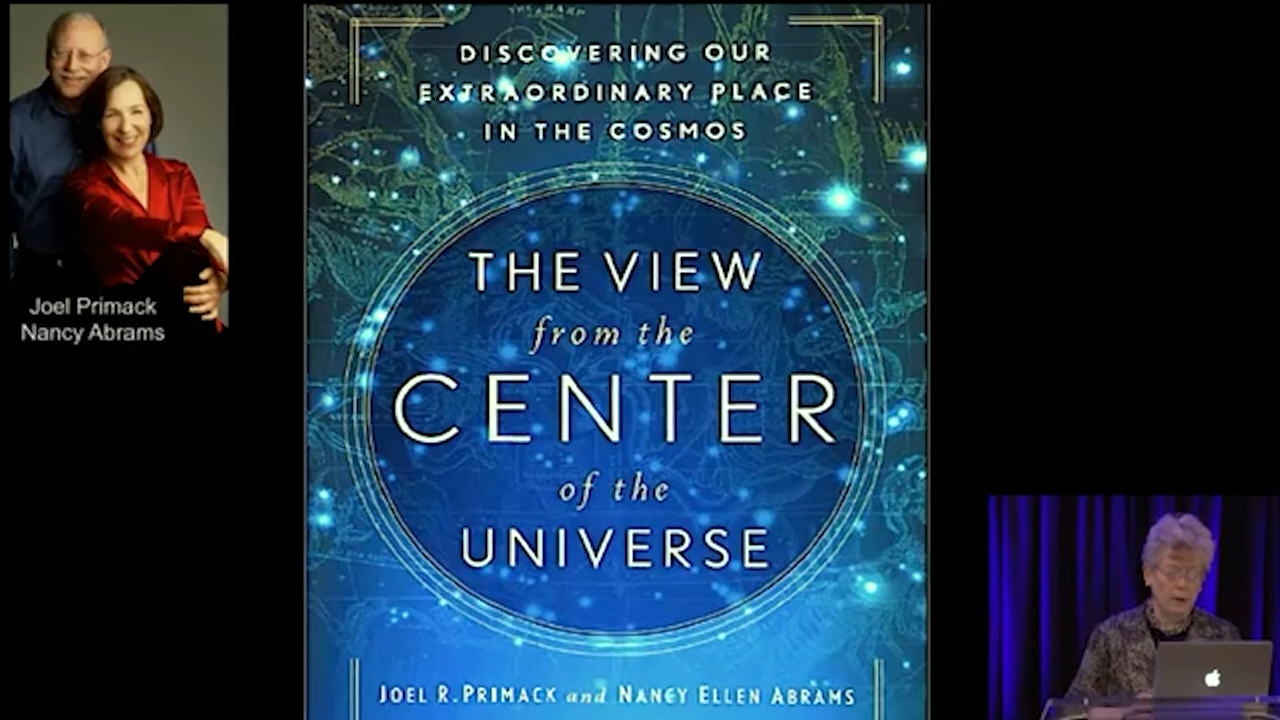 Joel Primack
Nancy Abrams
DISCOVERING OUR
EXTRAORDINARY PLACE
IN THE COSMOS
THE VIEW
from the
CENTER
of the
UNIVERSE
JOEL R. PRIMACK and NANCY ELLEN ABRAMS